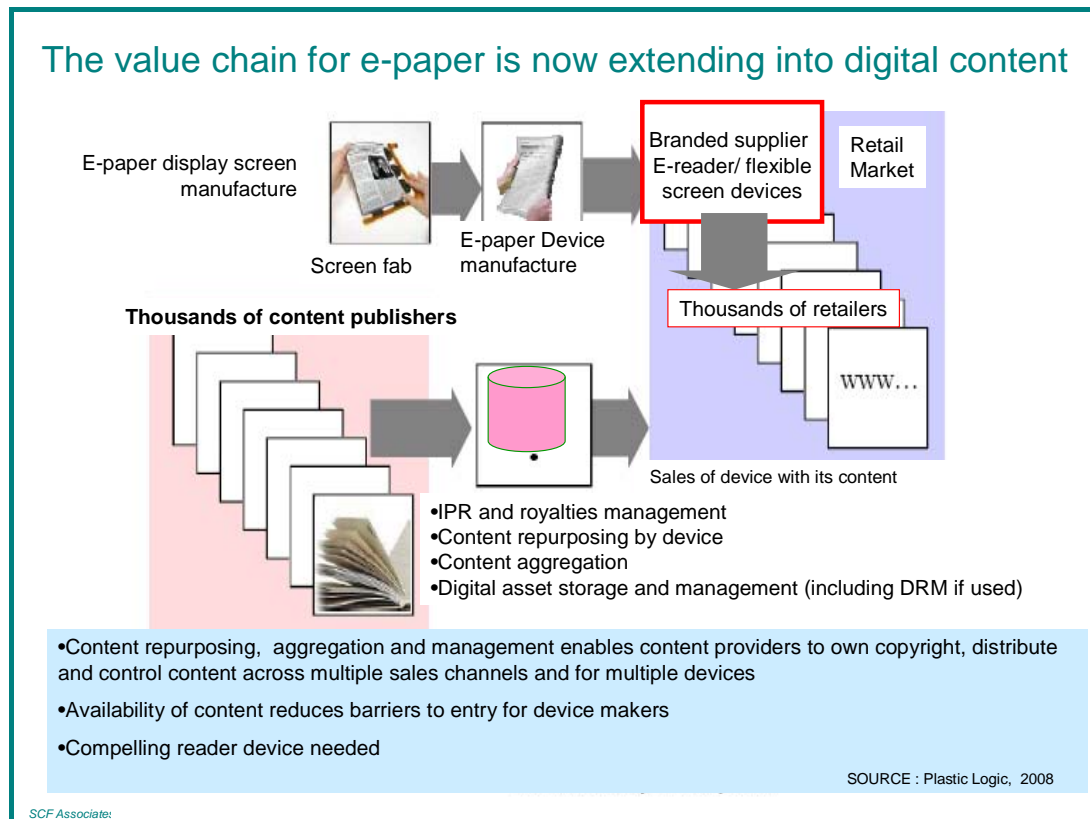 The value chain for e-paper is now extending into digital content
E-paper display screen
manufacture
Screen fab
E-paper Device
manufacture
Branded supplier
E-reader/ flexible
screen devices
Retail
Market
Thousands of retailers
www...
Thousands of content publishers
Sales of device with its content
•IPR and royalties management
•Content repurposing by device
•Content aggregation
•Digital asset storage and management (including DRM if used)
•Content repurposing, aggregation and management enables content providers to own copyright, distribute
and control content across multiple sales channels and for multiple devices
•Availability of content reduces barriers to entry for device makers
•Compelling reader device needed
SOURCE : Plastic Logic, 2008
SCF Associates